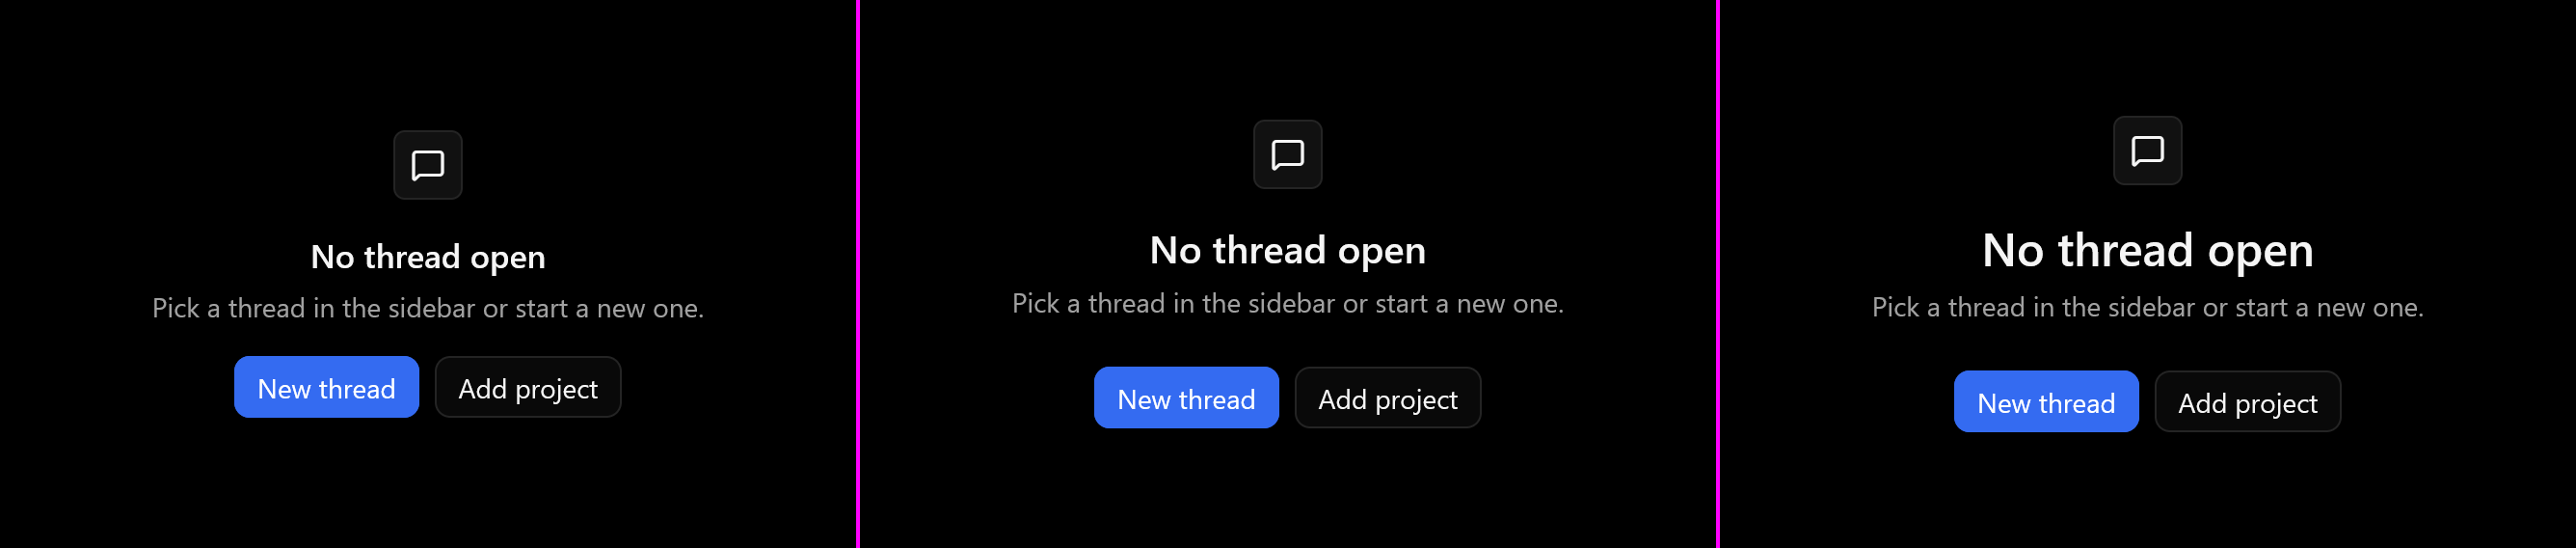 No thread open
Pick a thread in the sidebar or start a new one.
New thread Add project
No thread open
Pick a thread in the sidebar or start a new one.
New thread Add project
No thread open
Pick a thread in the sidebar or start a new one.
New thread Add project